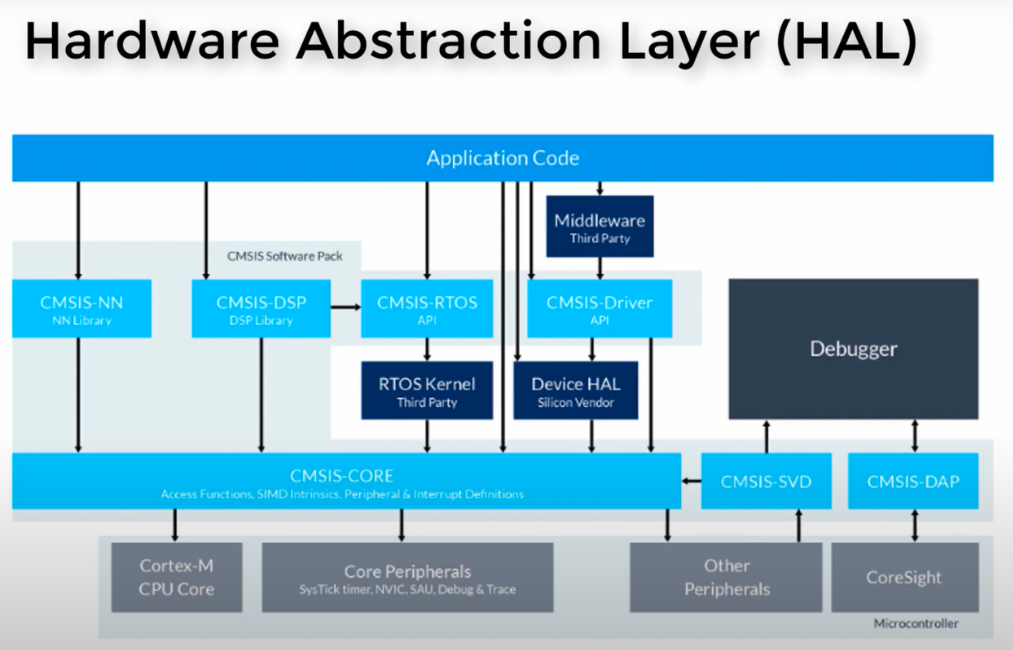 Hardware Abstraction Layer (HAL)
Application Code
Middleware
Third Party
CMSIS Software Pack
CMSIS-NN
NN Library
CMSIS-DSP
DSP Library
CMSIS-RTOS
API
CMSIS-Driver
API
Debugger
RTOS Kernel
Third Party
Device HAL
Silicon Vendor
CMSIS-CORE
Access Functions, SIMD Intrinsics, Peripheral & Interrupt Definitions
CMSIS-SVD
CMSIS-DAP
Cortex-M
CPU Core
Core Peripherals
SysTick timer, NVIC, SAU, Debug & Trace
Other
Peripherals
CoreSight
Microcontroller